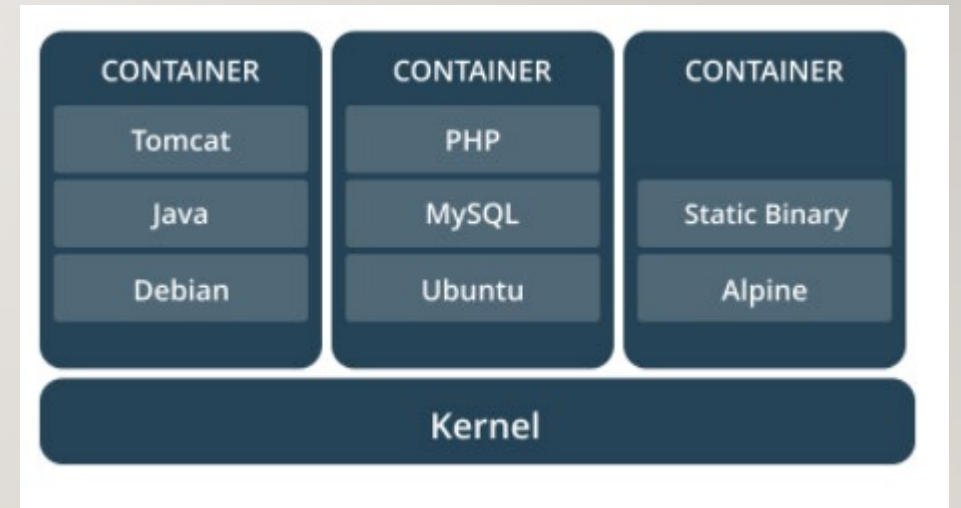 CONTAINER
Tomcat
Java
Debian
CONTAINER
PHP
MySQL
Ubuntu
CONTAINER
Static Binary
Alpine
Kernel